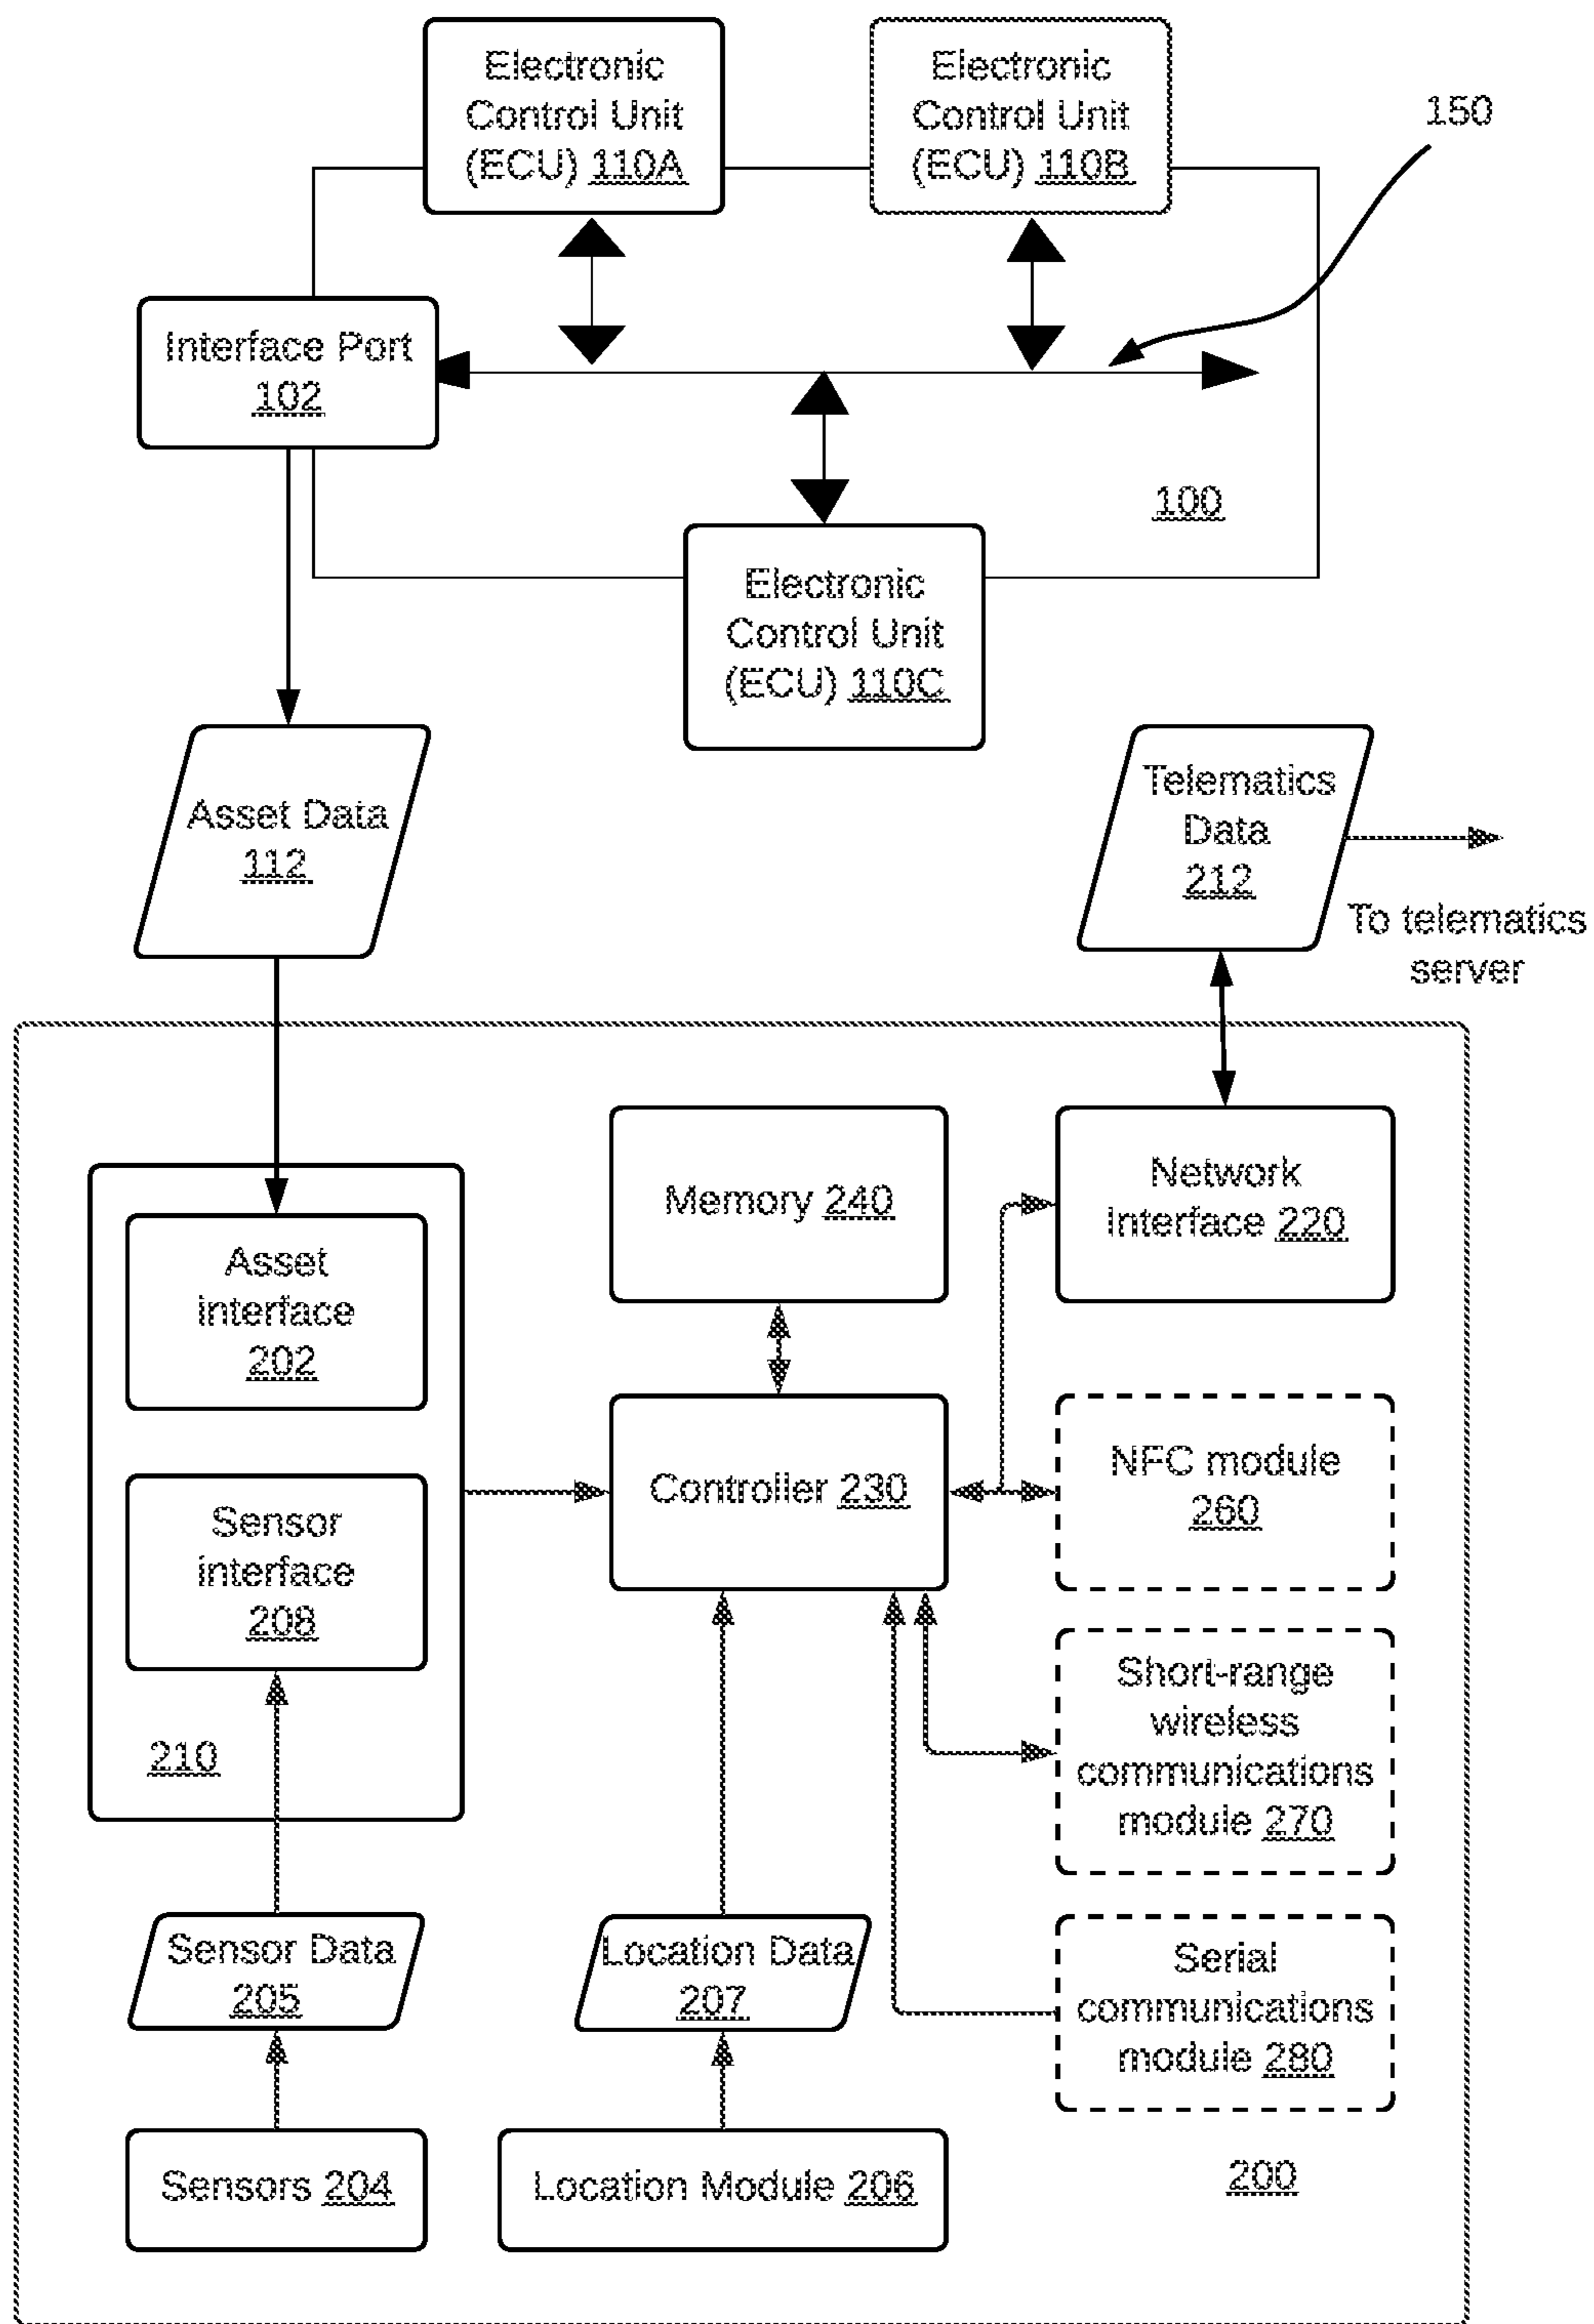 Electronic
Control Unit
(ECU) 110A
Electronic
Control Unit
(ECU) 110B
150
Interface Port
102
100
Electronic
Control Unit
(ECU) 110C
Asset Data
112
Telematics
Data
212
To telematics
server
Asset
interface
202
Memory 240
Network
Interface 220
Sensor
interface
208
Controller 230
NFC module
260
210
Short-range
wireless
communications
module 270
Sensor Data
205
Location Data
207
Serial
communications
module 280
Sensors 204
Location Module 206
200